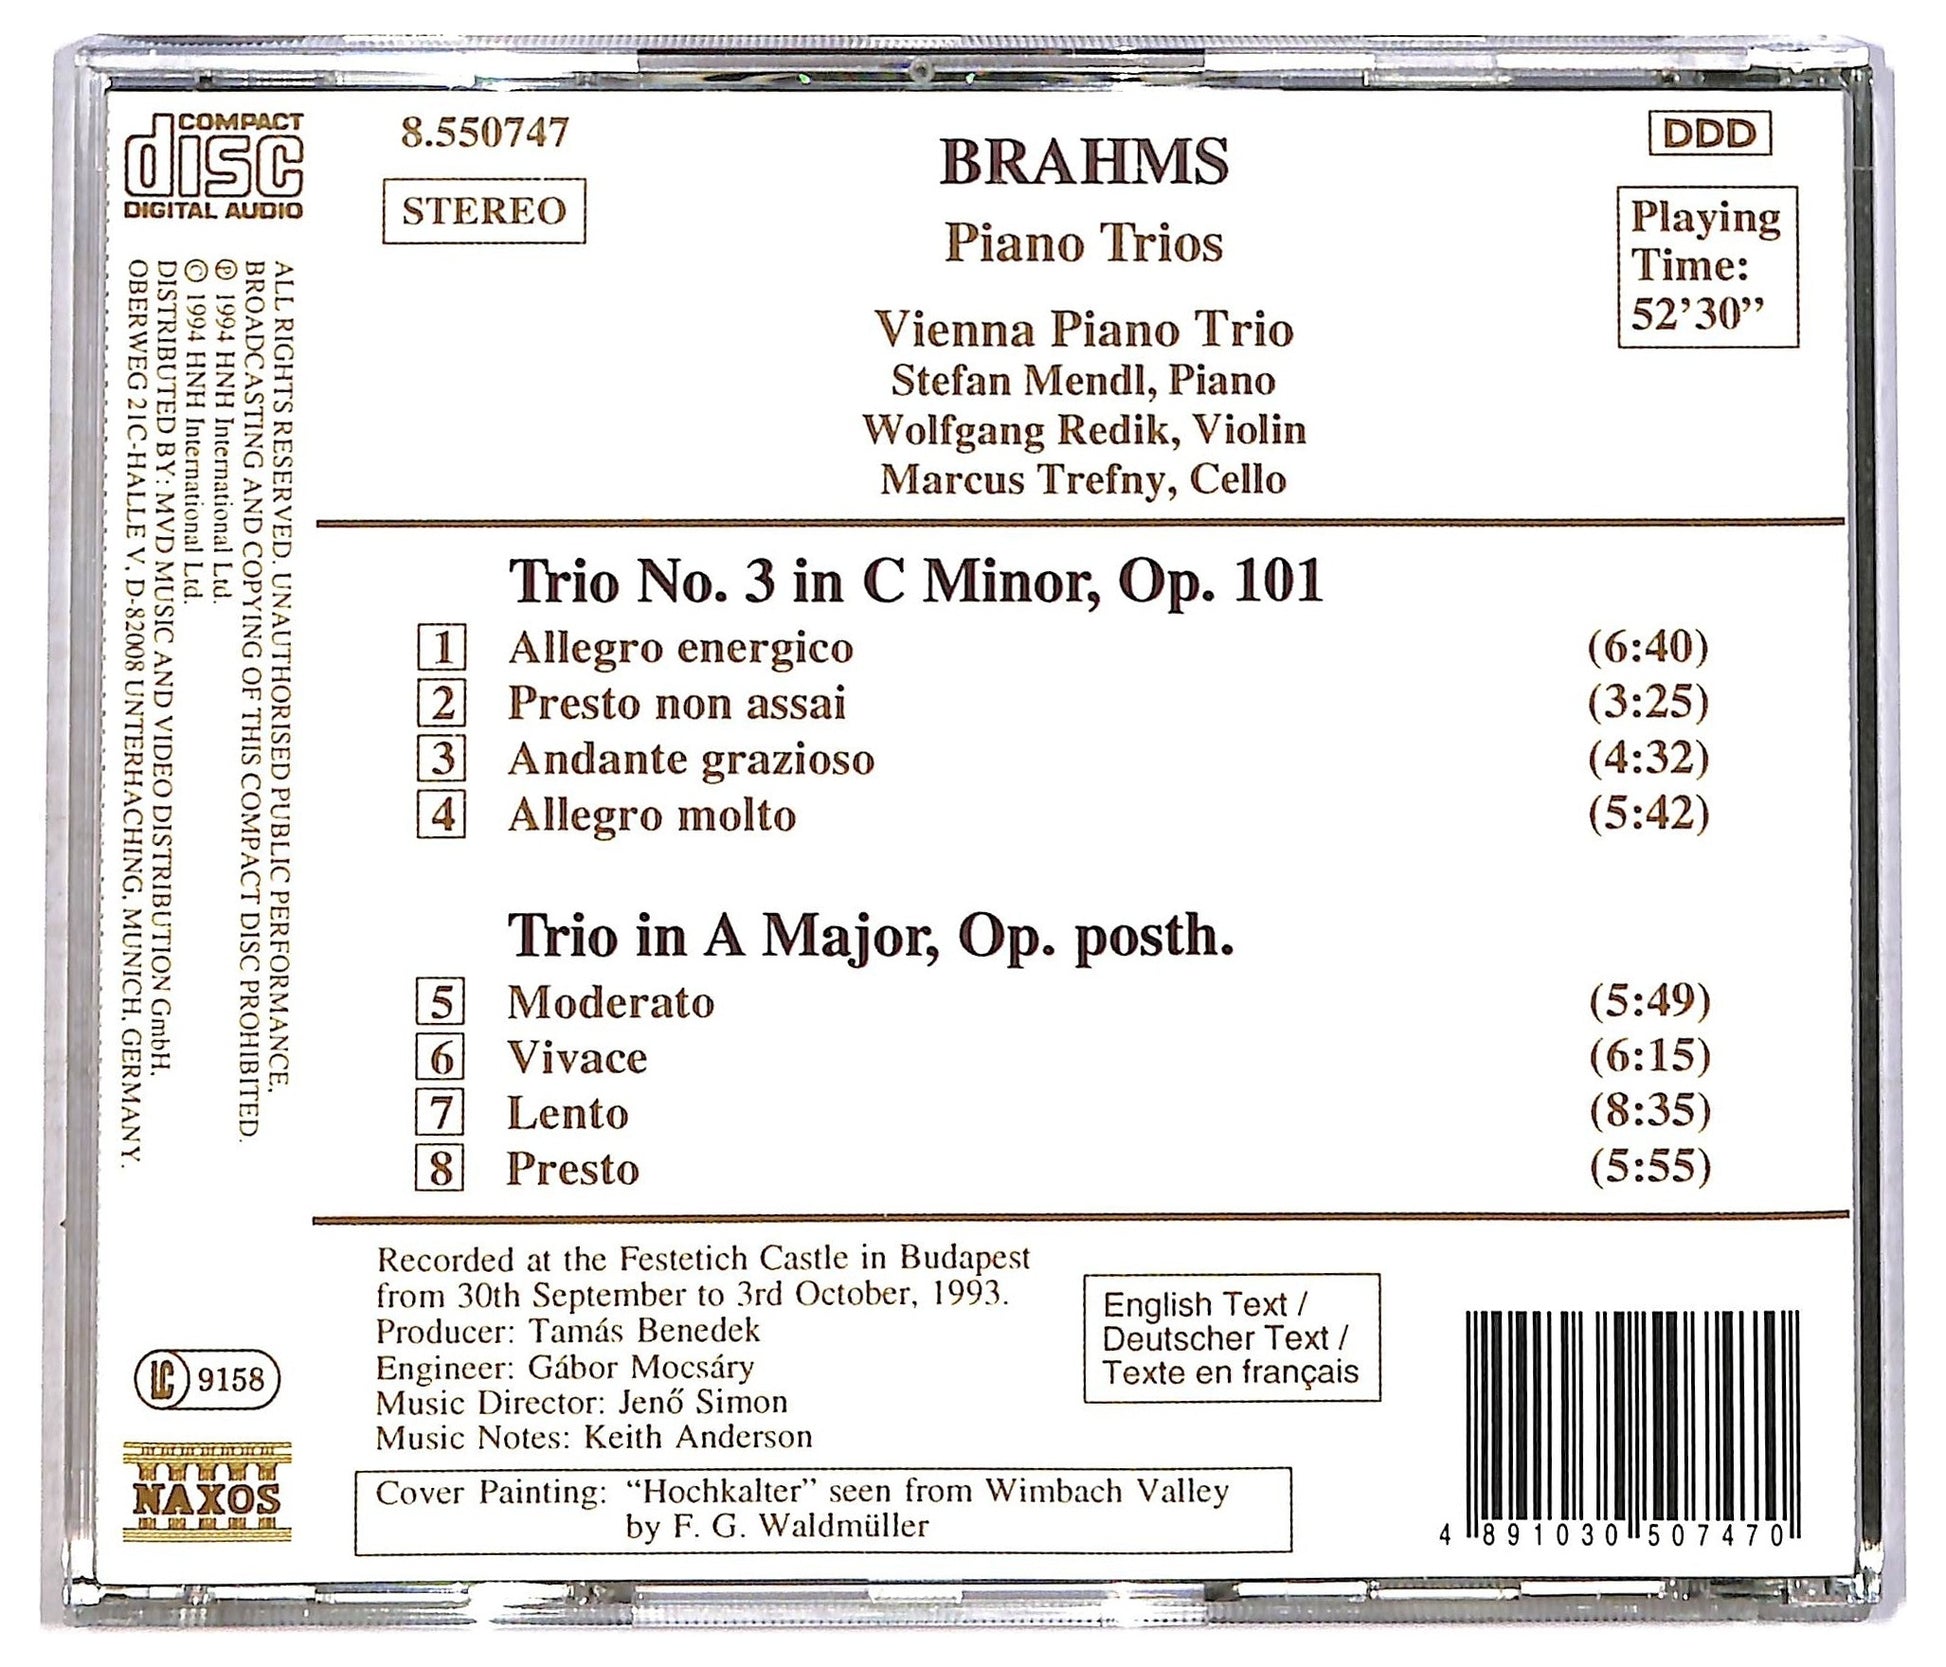 COMPACT
disc
DIGITAL AUDIO
8.550747
STEREO
BRAHMS
Piano Trios
Vienna Piano Trio
Stefan Mendl, Piano
Wolfgang Redik, Violin
Marcus Trefny, Cello
DDD
Playing
Time:
52’30”
ALL RIGHTS RESERVED. UNAUTHORISED PUBLIC PERFORMANCE,
BROADCASTING AND COPYING OF THIS COMPACT DISC PROHIBITED.
℗ 1994 HNH International Ltd.
© 1994 HNH International Ltd.
DISTRIBUTED BY: MVD MUSIC AND VIDEO DISTRIBUTION GmbH,
OBERWEG 21C-HALLE V, D-82008 UNTERHACHING, MUNICH, GERMANY.
Trio No. 3 in C Minor, Op. 101
1 Allegro energico (6:40)
2 Presto non assai (3:25)
3 Andante grazioso (4:32)
4 Allegro molto (5:42)
Trio in A Major, Op. posth.
5 Moderato (5:49)
6 Vivace (6:15)
7 Lento (8:35)
8 Presto (5:55)
Recorded at the Festetich Castle in Budapest
from 30th September to 3rd October, 1993.
Producer: Tamás Benedek
Engineer: Gábor Mocsáry
Music Director: Jenő Simon
Music Notes: Keith Anderson
English Text /
Deutscher Text /
Texte en français
Cover Painting: “Hochkalter” seen from Wimbach Valley
by F. G. Waldmüller
LC 9158
NAXOS
4 891030 507470